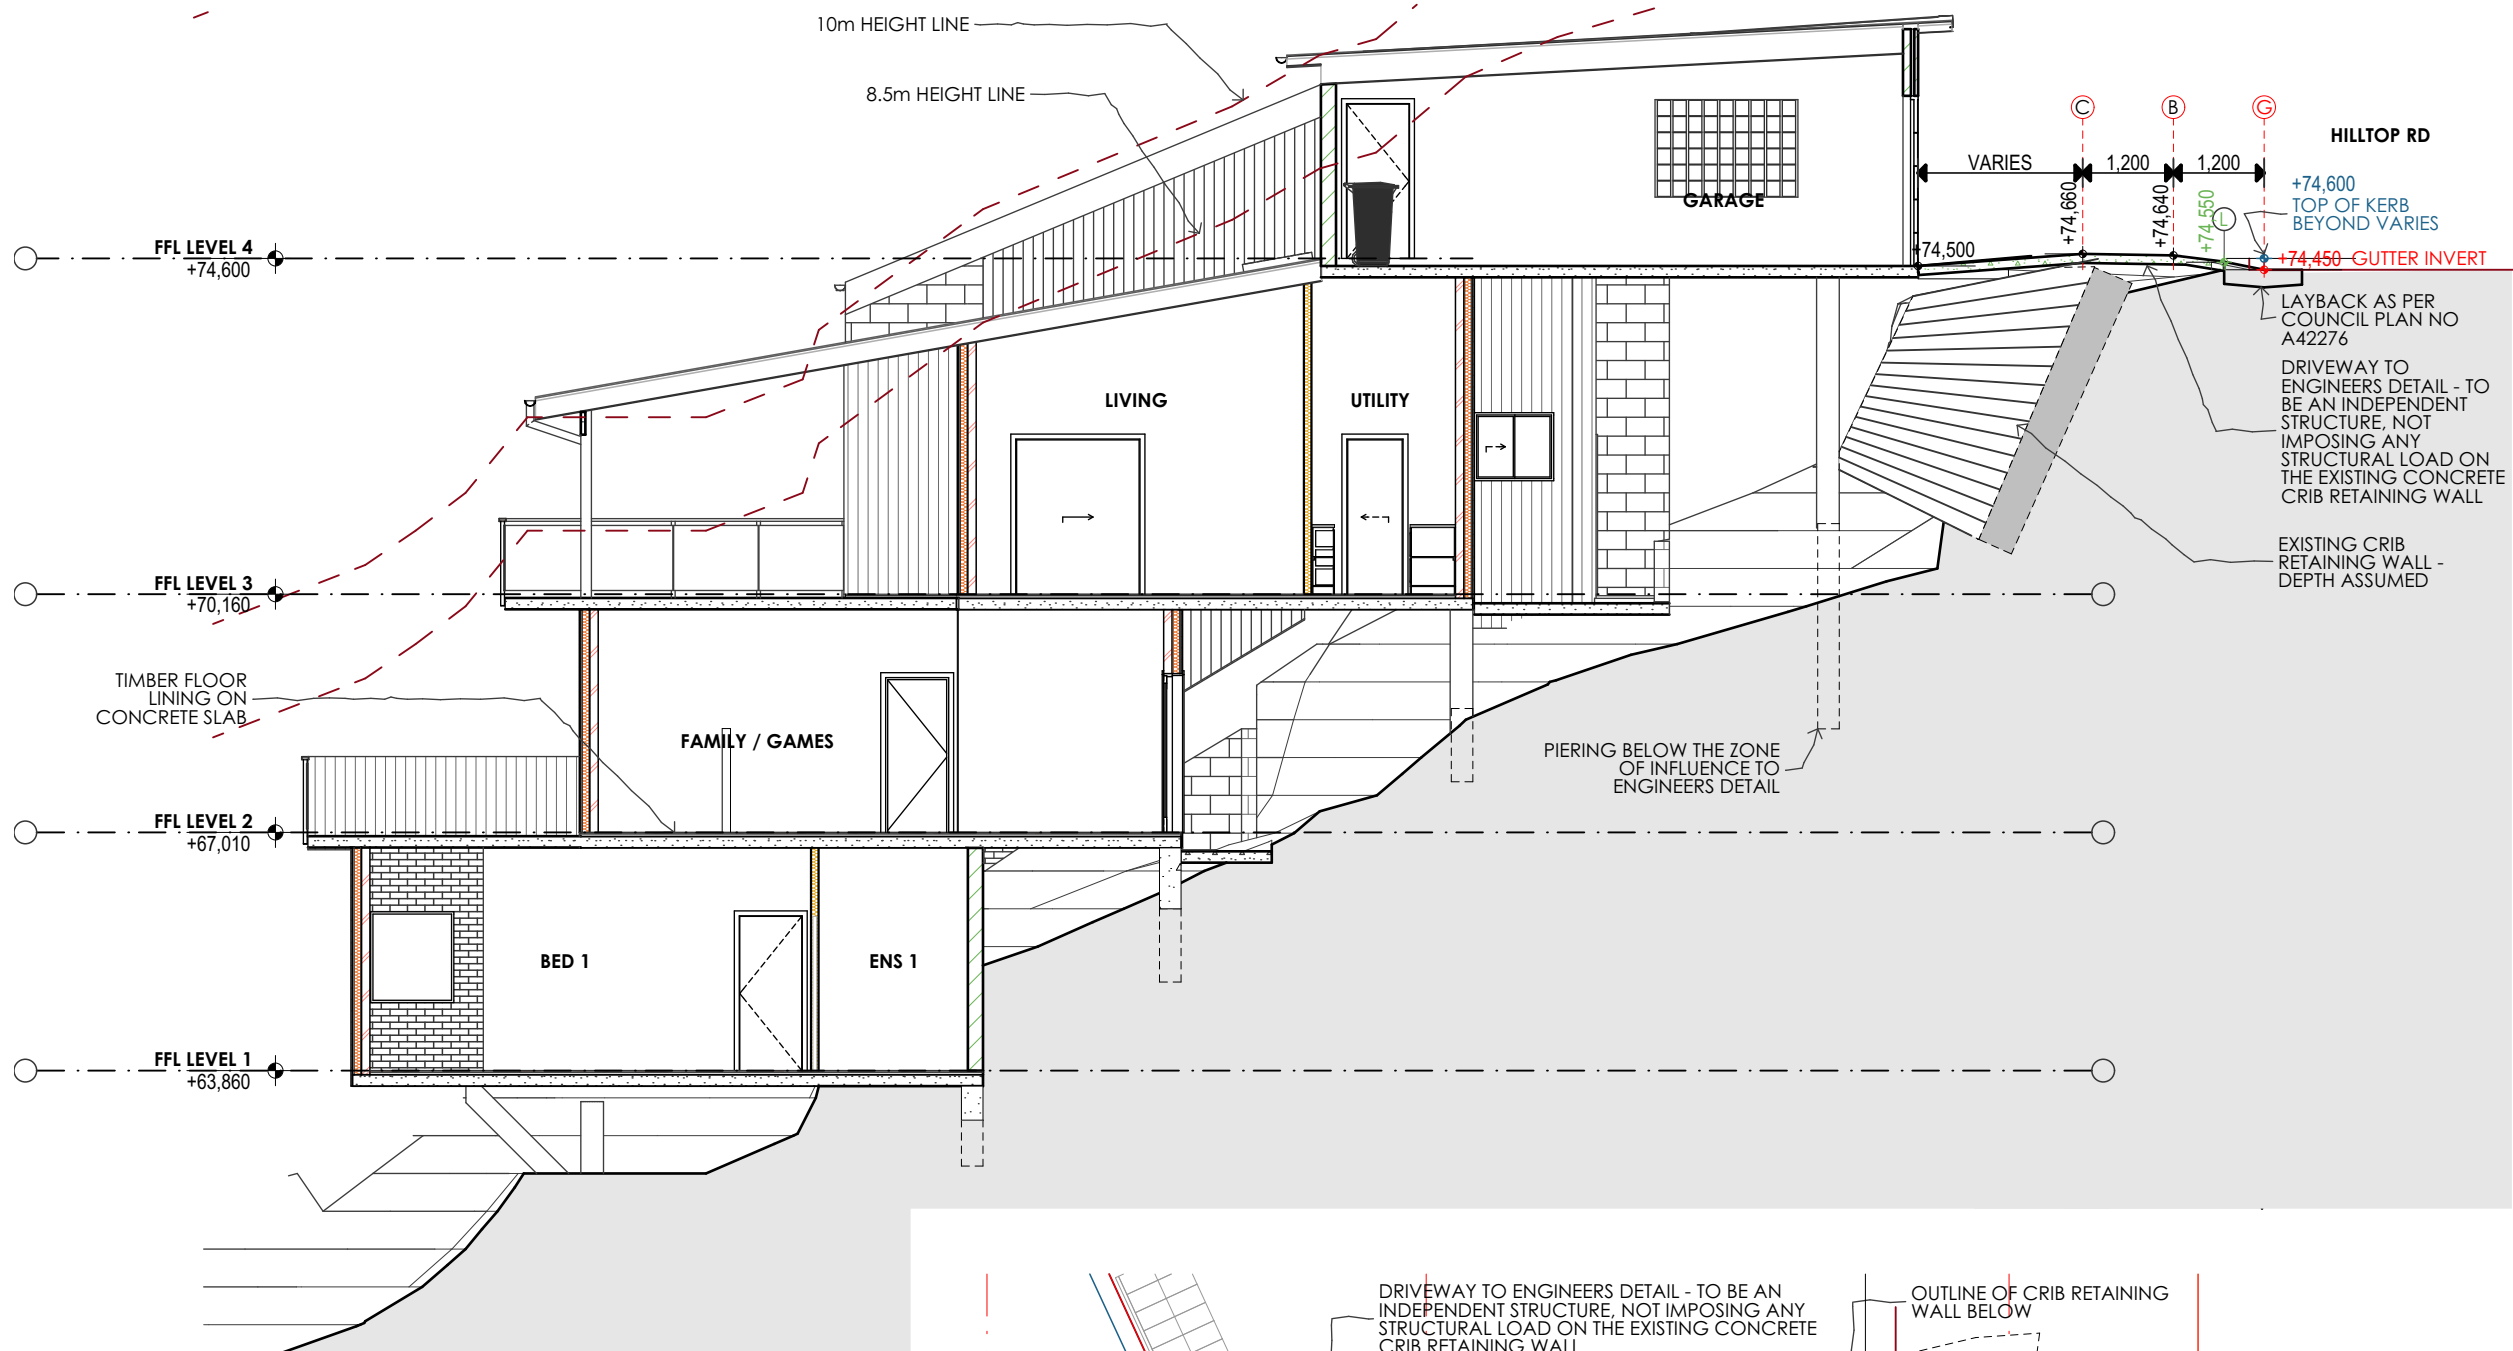 10m HEIGHT LINE
8.5m HEIGHT LINE
C
B
G
HILLTOP RD
VARIES
1,200
1,200
+74,660
+74,640
+74,550
L
+74,600
TOP OF KERB
BEYOND VARIES
GARAGE
+74,500
+74,450 GUTTER INVERT
FFL LEVEL 4
+74,600
LAYBACK AS PER
COUNCIL PLAN NO
A42276
DRIVEWAY TO
ENGINEERS DETAIL - TO
BE AN INDEPENDENT
STRUCTURE, NOT
IMPOSING ANY
STRUCTURAL LOAD ON
THE EXISTING CONCRETE
CRIB RETAINING WALL
LIVING
UTILITY
EXISTING CRIB
RETAINING WALL -
DEPTH ASSUMED
FFL LEVEL 3
+70,160
TIMBER FLOOR
LINING ON
CONCRETE SLAB
FAMILY / GAMES
PIERING BELOW THE ZONE
OF INFLUENCE TO
ENGINEERS DETAIL
FFL LEVEL 2
+67,010
BED 1
ENS 1
FFL LEVEL 1
+63,860
DRIVEWAY TO ENGINEERS DETAIL - TO BE AN
INDEPENDENT STRUCTURE, NOT IMPOSING ANY
STRUCTURAL LOAD ON THE EXISTING CONCRETE
CRIB RETAINING WALL
OUTLINE OF CRIB RETAINING
WALL BELOW